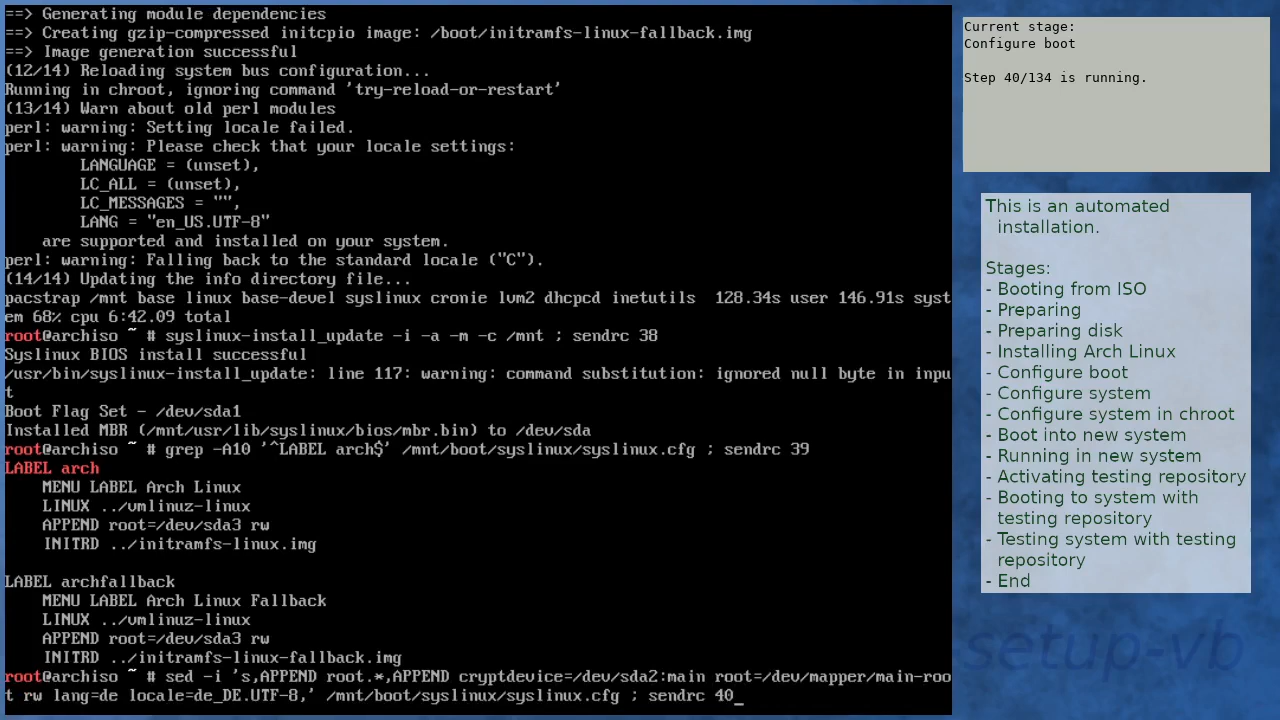 ==> Generating module dependencies
==> Creating gzip-compressed initcpio image: /boot/initramfs-linux-fallback.img
==> Image generation successful
(12/14) Reloading system bus configuration...
Running in chroot, ignoring command 'try-reload-or-restart'
(13/14) Warn about old perl modules
perl: warning: Setting locale failed.
perl: warning: Please check that your locale settings:
        LANGUAGE = (unset),
        LC_ALL = (unset),
        LC_MESSAGES = "",
        LANG = "en_US.UTF-8"
    are supported and installed on your system.
perl: warning: Falling back to the standard locale ("C").
(14/14) Updating the info directory file...
pacstrap /mnt base linux base-devel syslinux cronie lvm2 dhcpcd inetutils  128.34s user 146.91s syst
em 68% cpu 6:42.09 total
root@archiso ~ # syslinux-install_update -i -a -m -c /mnt ; sendrc 38
Syslinux BIOS install successful
/usr/bin/syslinux-install_update: line 117: warning: command substitution: ignored null byte in inpu
t
Boot Flag Set - /dev/sda1
Installed MBR (/mnt/usr/lib/syslinux/bios/mbr.bin) to /dev/sda
root@archiso ~ # grep -A10 '^LABEL arch$' /mnt/boot/syslinux/syslinux.cfg ; sendrc 39
LABEL arch
    MENU LABEL Arch Linux
    LINUX ../vmlinuz-linux
    APPEND root=/dev/sda3 rw
    INITRD ../initramfs-linux.img

LABEL archfallback
    MENU LABEL Arch Linux Fallback
    LINUX ../vmlinuz-linux
    APPEND root=/dev/sda3 rw
    INITRD ../initramfs-linux-fallback.img
root@archiso ~ # sed -i 's,APPEND root.*,APPEND cryptdevice=/dev/sda2:main root=/dev/mapper/main-roo
t rw lang=de locale=de_DE.UTF-8,' /mnt/boot/syslinux/syslinux.cfg ; sendrc 40_
Current stage:
Configure boot

Step 40/134 is running.
This is an automated
installation.

Stages:
- Booting from ISO
- Preparing
- Preparing disk
- Installing Arch Linux
- Configure boot
- Configure system
- Configure system in chroot
- Boot into new system
- Running in new system
- Activating testing repository
- Booting to system with
testing repository
- Testing system with testing
repository
- End
setup-vb